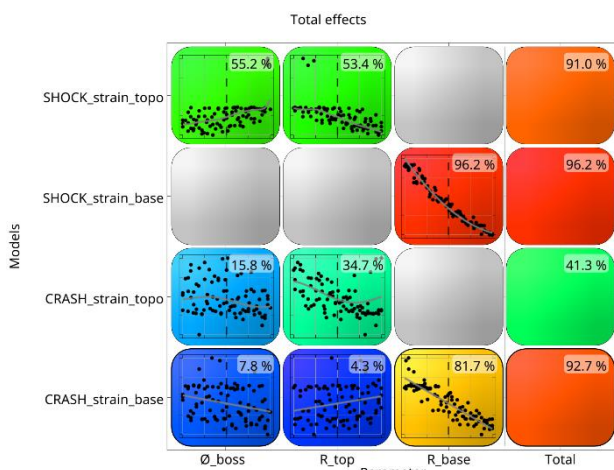 Total effects
55.2 % 53.4 % 91.0 %
SHOCK_strain_topo
96.2 % 96.2 %
SHOCK_strain_base
Models
15.8 % 34.7 % 41.3 %
CRASH_strain_topo
7.8 % 4.3 % 81.7 % 92.7 %
CRASH_strain_base
Ø_boss R_top R_base Total